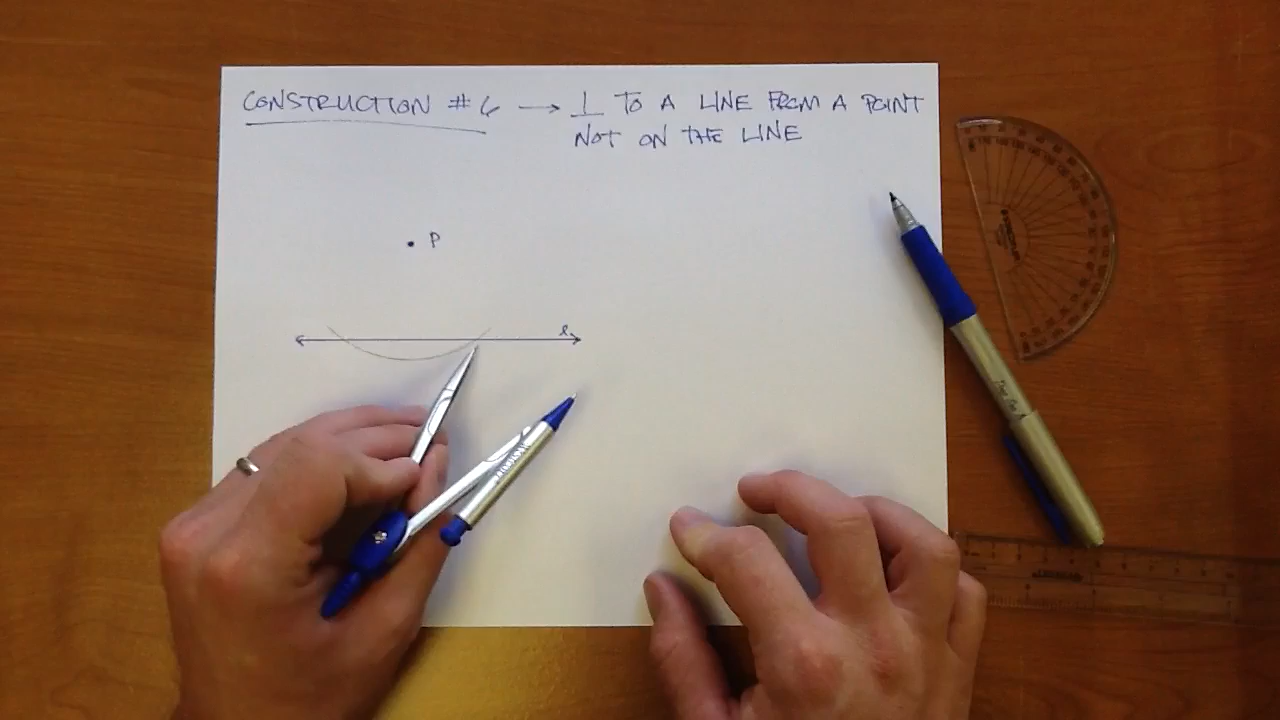 CONSTRUCTION #6 → ⊥ TO A LINE FROM A POINT
NOT ON THE LINE
P
l